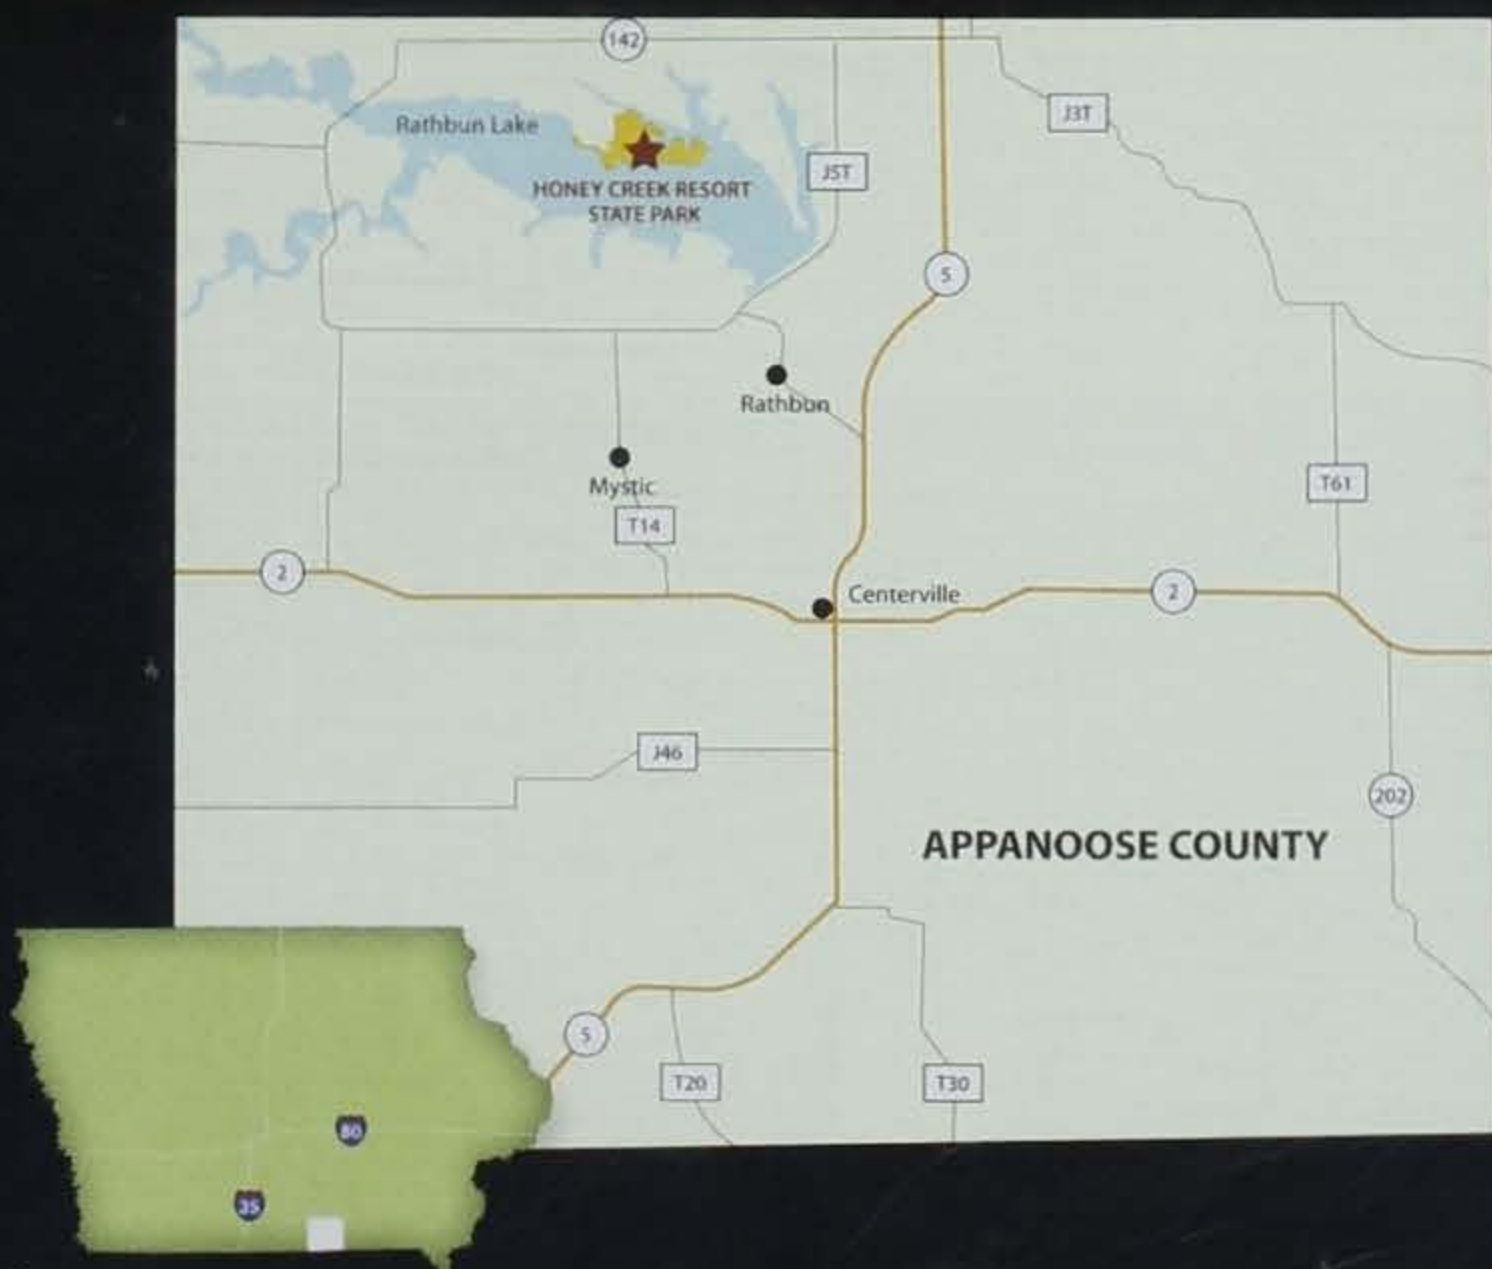 142
J3T
Rathbun Lake
J5T
HONEY CREEK RESORT
STATE PARK
5
Rathbun
T61
Mystic
T14
2
Centerville
2
J46
202
APPANOOSE COUNTY
5
T20
T30
80
35